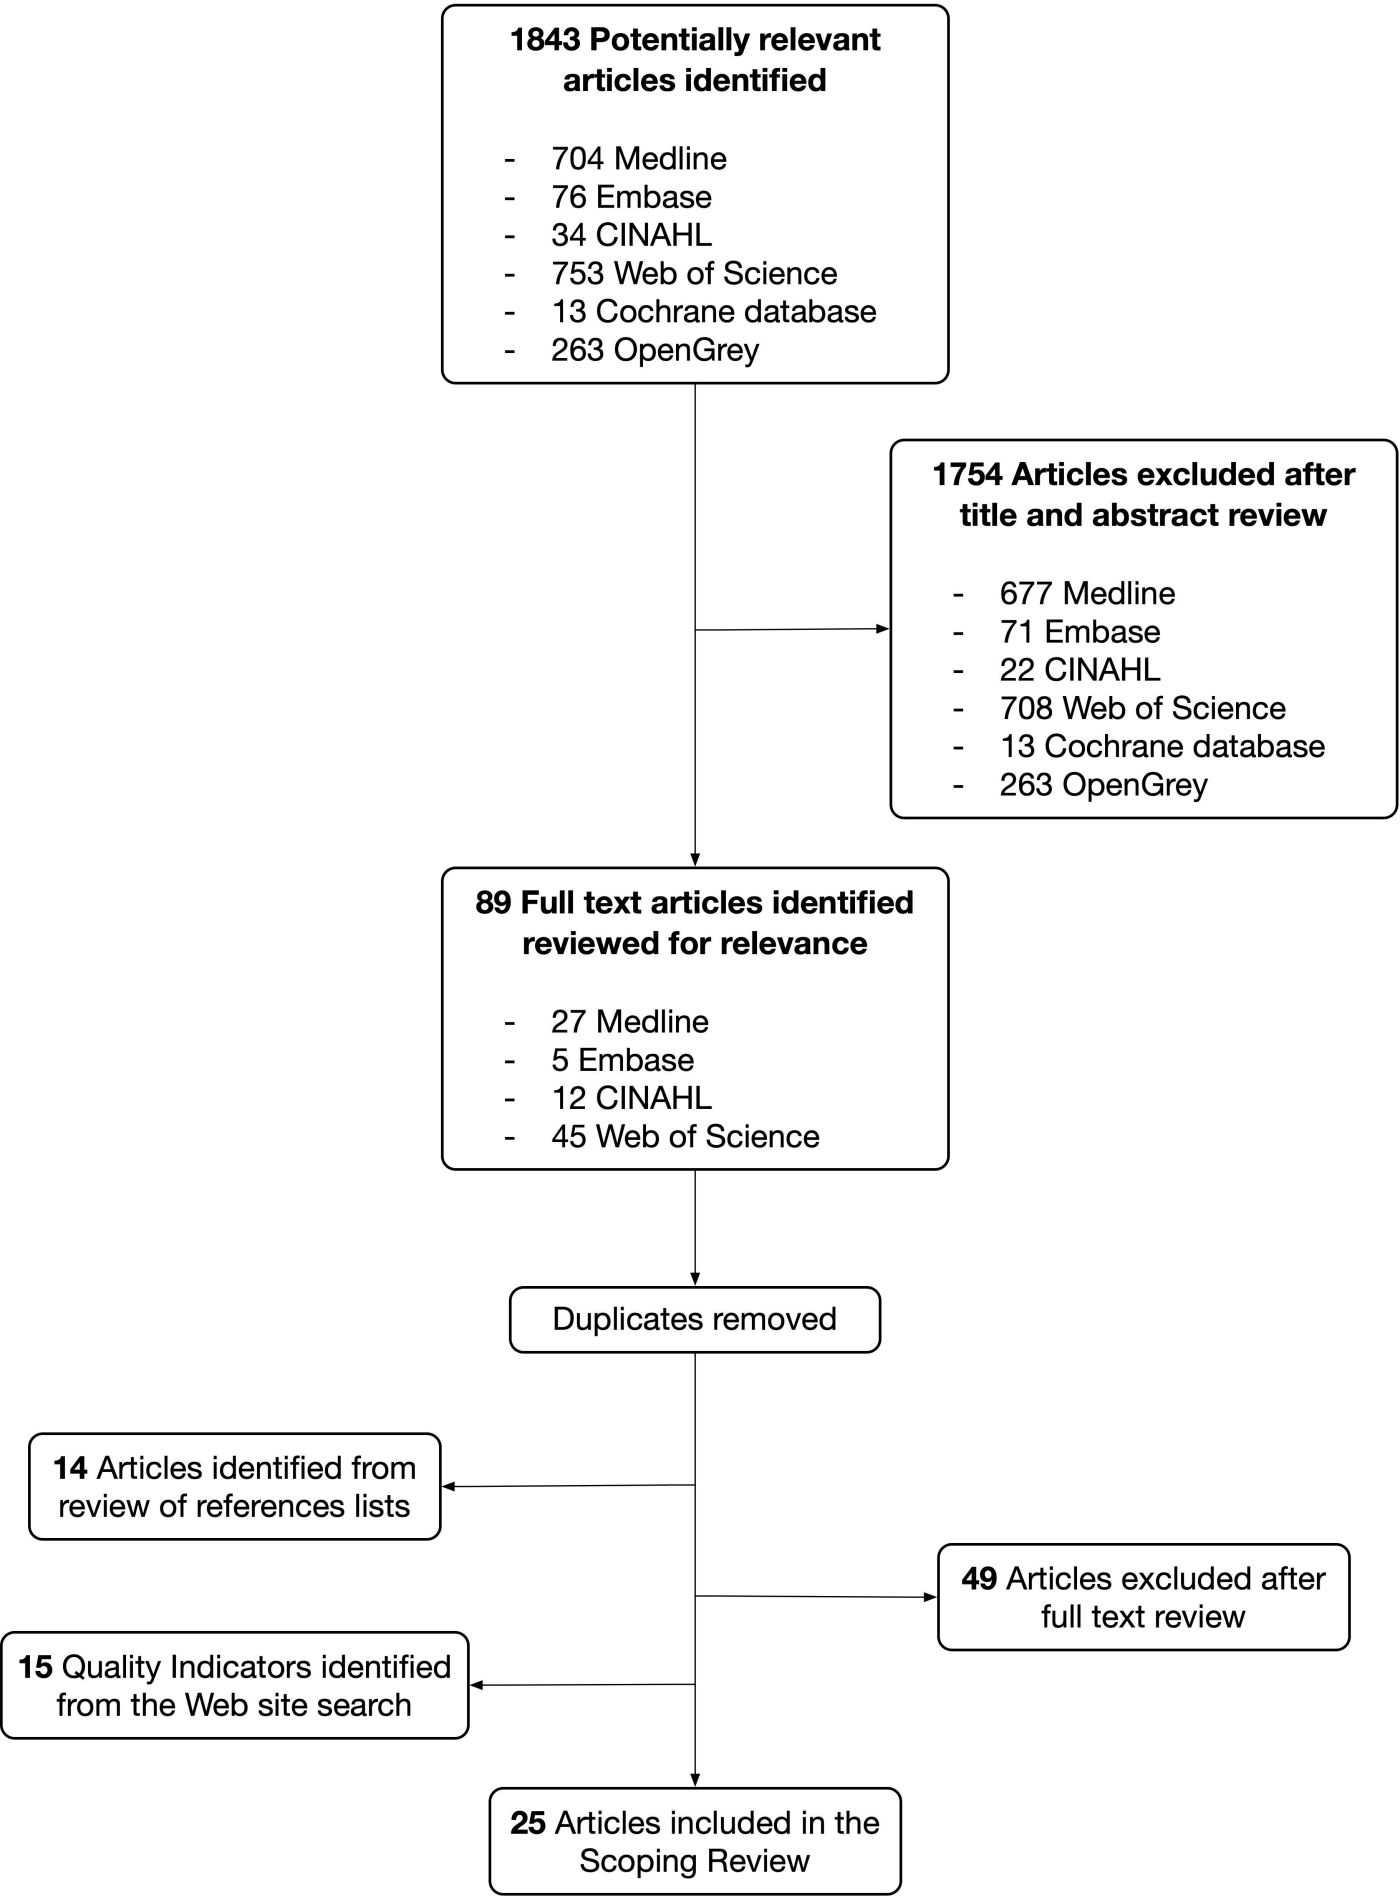 1843 Potentially relevant
articles identified
- 704 Medline
- 76 Embase
- 34 CINAHL
- 753 Web of Science
- 13 Cochrane database
- 263 OpenGrey
1754 Articles excluded after
title and abstract review
- 677 Medline
- 71 Embase
- 22 CINAHL
- 708 Web of Science
- 13 Cochrane database
- 263 OpenGrey
89 Full text articles identified
reviewed for relevance
- 27 Medline
- 5 Embase
- 12 CINAHL
- 45 Web of Science
Duplicates removed
14 Articles identified from
review of references lists
49 Articles excluded after
full text review
15 Quality Indicators identified
from the Web site search
25 Articles included in the
Scoping Review